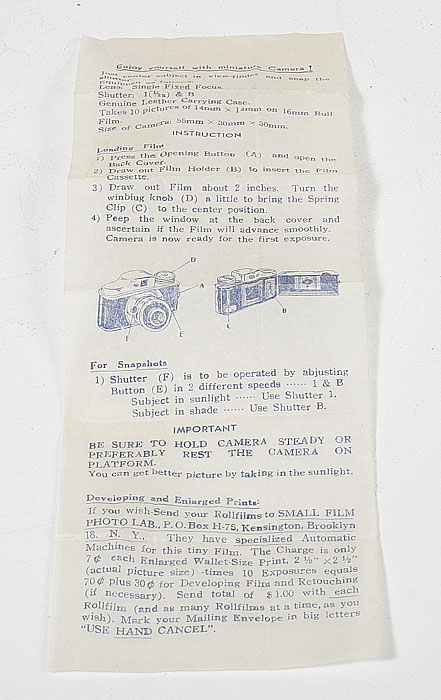 Enjoy yourself with miniature Camera !
Just center subject in view-finder and snap the
shutter.
Equipped as follows:
Lens: Single Fixed Focus.
Shutter: I(1/25) & B
Genuine Leather Carrying Case.
Takes 10 pictures of 14mm × 14mm on 16mm Roll
Film.
Size of Camera: 55mm × 30mm × 30mm.
INSTRUCTION
Loading Film
1) Press the Opening Button (A) and open the
Back Cover.
2) Draw out Film Holder (B) to insert the Film
Cassette.
3) Draw out Film about 2 inches. Turn the
winbiug knob (D) a little to bring the Spring
Clip (C) to the center position.
4) Peep the window at the back cover and
ascertain if the Film will advance smoothly.
Camera is now ready for the first exposure.
D
A
E
F
C
B
For Snapshots
1) Shutter (F) is to be operated by abjusting
Button (E) in 2 different speeds ······ 1 & B
Subject in sunlight ······ Use Shutter 1.
Subject in shade ······ Use Shutter B.
IMPORTANT
BE SURE TO HOLD CAMERA STEADY OR
PREFERABLY REST THE CAMERA ON
PLATFORM.
You can get better picture by taking in the sunlight.
Developing and Enlarged Prints:
If you wish-Send your Rollfilms to SMALL FILM
PHOTO LAB., P.O. Box H-75, Kensington, Brooklyn
18, N. Y., They have specialized Automatic
Machines for this tiny Film. The Charge is only
7¢ each Enlarged Wallet-Size Print, 2 ½" ×2 ½"
(actual picture size) -times 10 Exposures equals
70¢ plus 30¢ for Developing Film and Retouching
(if necessary). Send total of $1.00 with each
Rollfilm (and as many Rollfilms at a time, as you
wish). Mark your Mailing Envelope in big letters
"USE HAND CANCEL".